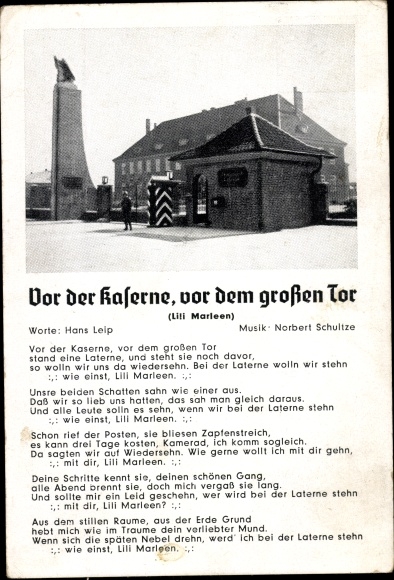 Vor der Kaserne, vor dem großen Tor
(Lili Marleen)
Worte: Hans Leip Musik· Norbert Schultze
Vor der Kaserne, vor dem großen Tor
stand eine Laterne, und steht sie noch davor,
so wolln wir uns da wiedersehn. Bei der Laterne wolln wir stehn
:,: wie einst, Lili Marleen. :,:
Unsre beiden Schatten sahn wie einer aus.
Daß wir so lieb uns hatten, das sah man gleich daraus.
Und alle Leute solln es sehn, wenn wir bei der Laterne stehn
:,: wie einst, Lili Marleen. :,:
Schon rief der Posten, sie bliesen Zapfenstreich,
es kann drei Tage kosten, Kamerad, ich komm sogleich.
Da sagten wir auf Wiedersehn. Wie gerne wollt ich mit dir gehn,
:,: mit dir, Lili Marleen. :,:
Deine Schritte kennt sie, deinen schönen Gang,
alle Abend brennt sie, doch mich vergaß sie lang.
Und sollte mir ein Leid geschehn, wer wird bei der Laterne stehn
:,: mit dir, Lili Marleen? :,:
Aus dem stillen Raume, aus der Erde Grund
hebt mich wie im Traume dein verliebter Mund.
Wenn sich die späten Nebel drehn, werd' ich bei der Laterne stehn
:,: wie einst, Lili Marleen. :,: